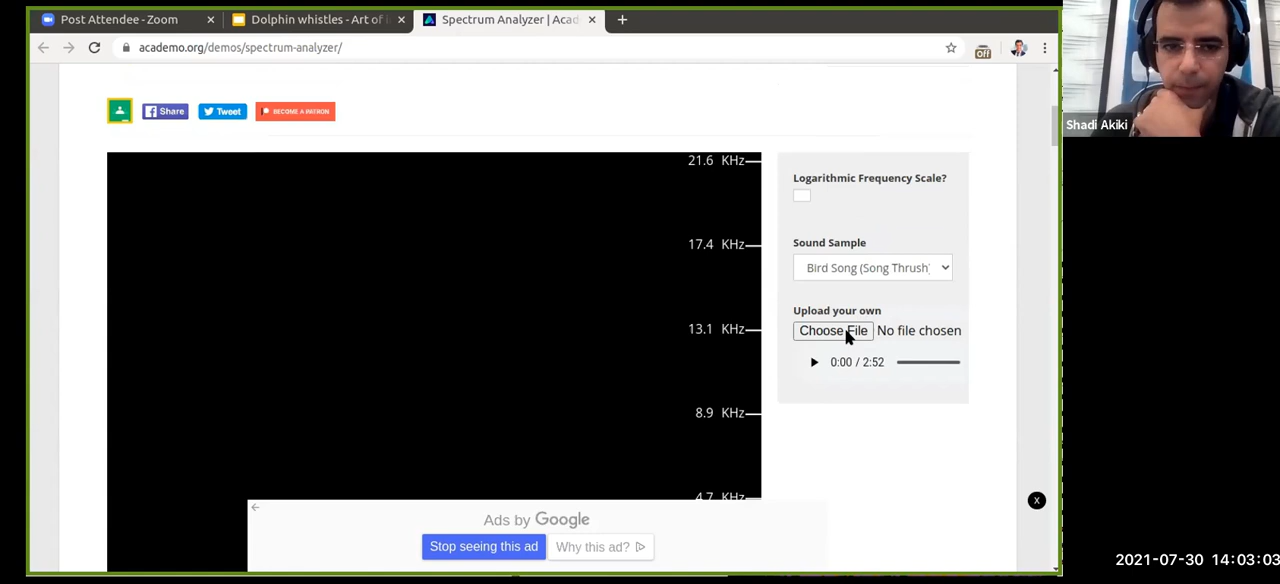 Post Attendee - Zoom
Dolphin whistles - Art of
Spectrum Analyzer | Acad
academo.org/demos/spectrum-analyzer/
Off
Share
Tweet
BECOME A PATRON
Shadi Akiki
21.6 KHz
17.4 KHz
13.1 KHz
8.9 KHz
4.7 KHz
Logarithmic Frequency Scale?
Sound Sample
Bird Song (Song Thrush)
Upload your own
Choose File No file chosen
0:00 / 2:52
X
Ads by Google
Stop seeing this ad
Why this ad?
2021-07-30 14:03:03